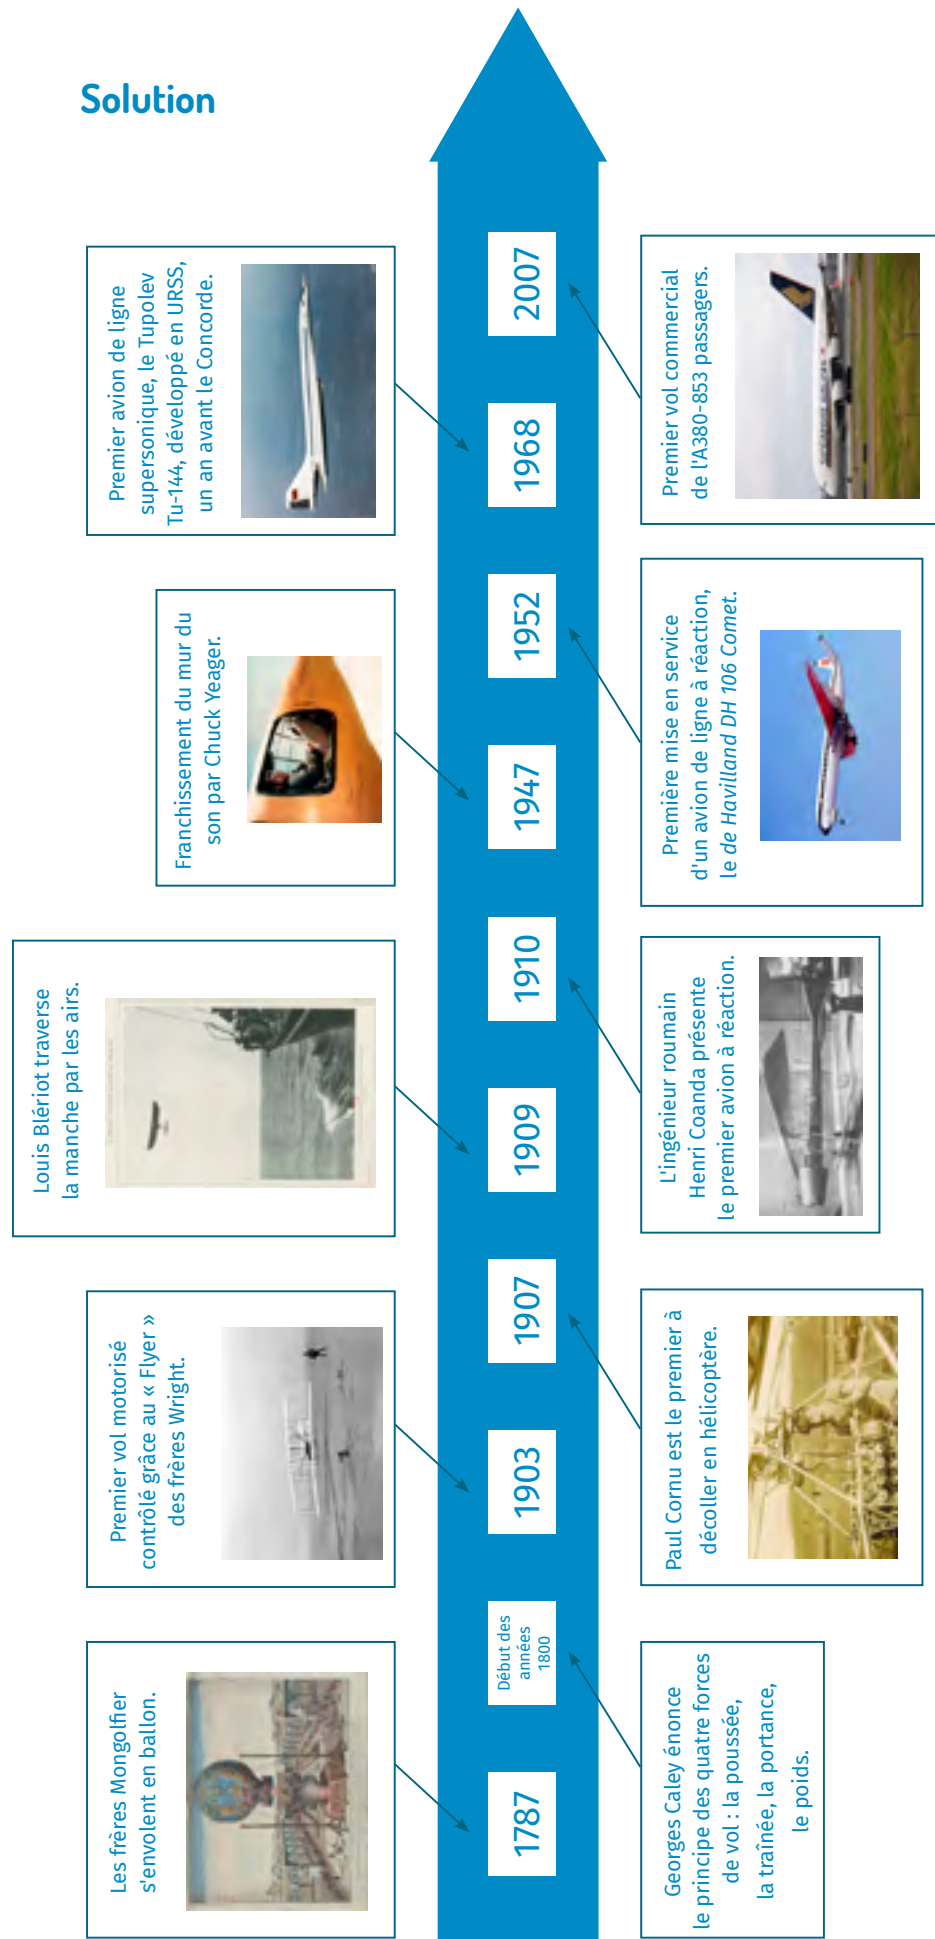 Solution
Les frères Mongolfier
s'envolent en ballon.
Premier vol motorisé
contrôlé grâce au « Flyer »
des frères Wright.
Louis Blériot traverse
la manche par les airs.
Franchissement du mur du
son par Chuck Yeager.
Premier avion de ligne
supersonique, le Tupolev
Tu-144, développé en URSS,
un an avant le Concorde.
1787
Début des
années
1800
1903
1907
1909
1910
1947
1952
1968
2007
Georges Caley énonce
le principe des quatre forces
de vol : la poussée,
la traînée, la portance,
le poids.
Paul Cornu est le premier à
décoller en hélicoptère.
L'ingénieur roumain
Henri Coanda présente
le premier avion à réaction.
Première mise en service
d'un avion de ligne à réaction,
le de Havilland DH 106 Comet.
Premier vol commercial
de l'A380-853 passagers.